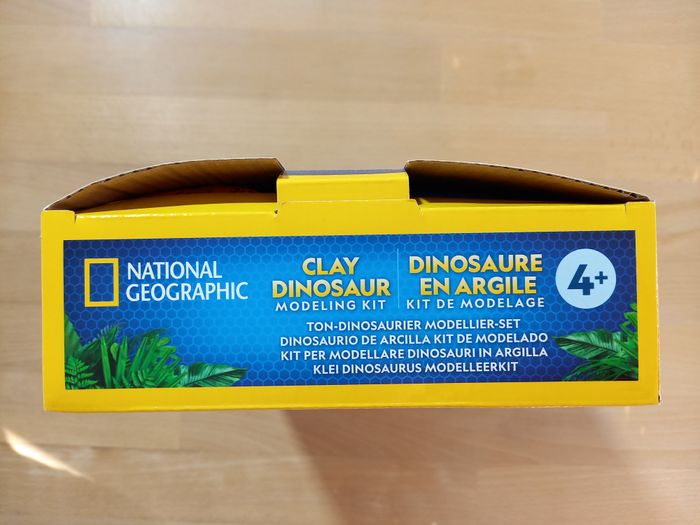 NATIONAL
GEOGRAPHIC
CLAY
DINOSAUR
MODELING KIT
DINOSAURE
EN ARGILE
KIT DE MODELAGE
4+
TON-DINOSAURIER MODELLIER-SET
DINOSAURIO DE ARCILLA KIT DE MODELADO
KIT PER MODELLARE DINOSAURI IN ARGILLA
KLEI DINOSAURUS MODELLEERKIT